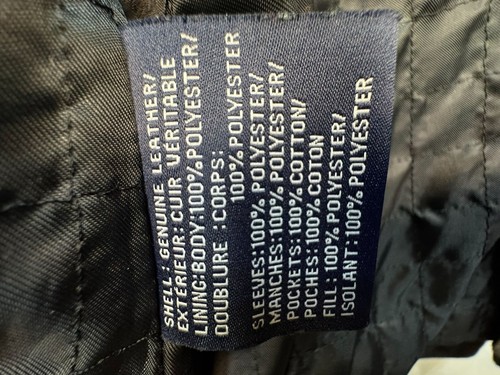 SHELL: GENUINE LEATHER/
EXTÉRIEUR: CUIR VÉRITABLE
LINING:BODY:100%POLYESTER/
DOUBLURE :CORPS:
100%POLYESTER
SLEEVES:100% POLYESTER/
MANCHES:100%POLYESTER
POCKETS:100%COTTON/
POCHES:100%COTON
FILL: 100%POLYESTER/
ISOLANT:100%POLYESTER